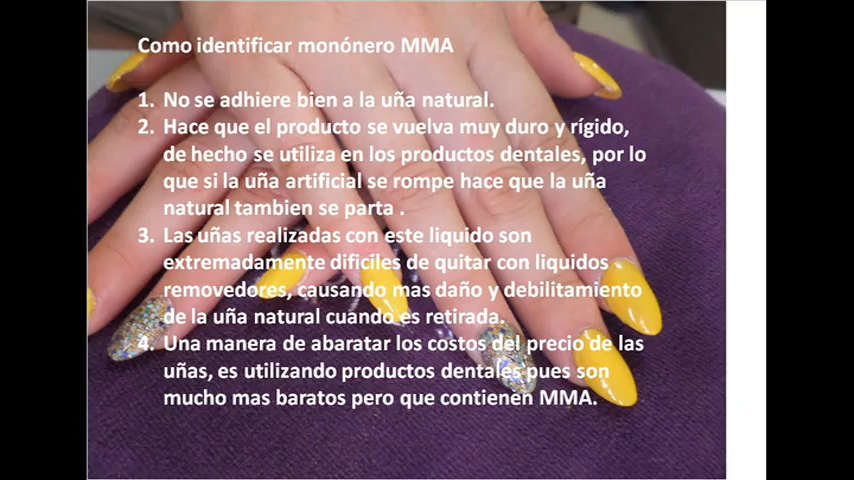 Como identificar monónero MMA
1. No se adhiere bien a la uña natural.
2. Hace que el producto se vuelva muy duro y rígido,
de hecho se utiliza en los productos dentales, por lo
que si la uña artificial se rompe hace que la uña
natural tambien se parta .
3. Las uñas realizadas con este liquido son
extremadamente dificiles de quitar con liquidos
removedores, causando mas daño y debilitamiento
de la uña natural cuando es retirada.
4. Una manera de abaratar los costos del precio de las
uñas, es utilizando productos dentales pues son
mucho mas baratos pero que contienen MMA.